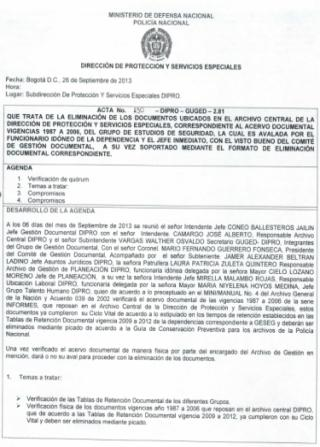 MINISTERIO DE DEFENSA NACIONAL
POLICÍA NACIONAL
DIRECCIÓN DE PROTECCIÓN Y SERVICIOS ESPECIALES
Fecha: Bogotá D.C., 26 de Septiembre de 2013
Hora:
Lugar: Subdirección De Protección Y Servicios Especiales DIPRO.
ACTA No. - DIPRO – GUGED – 2.81
QUE TRATA DE LA ELIMINACIÓN DE LOS DOCUMENTOS UBICADOS EN EL ARCHIVO CENTRAL DE LA
DIRECCIÓN DE PROTECCIÓN Y SERVICIOS ESPECIALES, CORRESPONDIENTE AL ACERVO DOCUMENTAL
VIGENCIAS 1987 A 2006, DEL GRUPO DE ESTUDIOS DE SEGURIDAD, LA CUAL ES AVALADA POR EL
FUNCIONARIO IDÓNEO DE LA DEPENDENCIA Y EL JEFE INMEDIATO, CON EL VISTO BUENO DEL COMITE
DE GESTIÓN DOCUMENTAL, A SU VEZ SOPORTADO MEDIANTE EL FORMATO DE ELIMINACIÓN
DOCUMENTAL CORRESPONDIENTE.
AGENDA
1 Verificación de quórum
2 Temas a tratar:
3 Compromisos
4 Compromisos
DESARROLLO DE LA AGENDA
A los 06 días del mes de Septiembre de 2013 se reunió el señor Intendente Jefe CONEO BALLESTEROS JAILIN
Jefe Gestión Documental DIPRO con el señor Intendente CAMARGO JOSÉ ALBERTO, Responsable Archivo
Central DIPRO y el señor Subintendente VARGAS WALTHER OSVALDO Secretario GUGED- DIPRO, Integrantes
del Grupo Gestión Documental, Con el señor Coronel MARIO FERNANDO GUERRERO FONSECA, Presidente
del Comité de Gestión Documental, Acompañado por el señor Subteniente JAMER ALEXANDER BELTRAN
LADINO Jefe Asuntos Jurídicos DIPRO, la señora Patrullera LAURA PATRICIA ZULETA QUINTERO Responsable
Archivo de Gestión de PLANEACIÓN DIPRO, funcionaria idónea delegada por la señora Mayor CIELO LOZANO
MORENO Jefe de PLANEACIÓN, a su vez la señora Intendente Jefe MIRELLA MALAMBO ROJAS, Responsable
Ubicación Laboral DIPRO, funcionaria delegada por la señora Mayor MARIA NIYELENA HOYOS MEDINA, Jefe
Grupo Talento Humano DIPRO, que de acuerdo a lo preceptuado en el MINIMANUAL No. 4 del Archivo General
de la Nación y Acuerdo 039 de 2002 verificará el acervo documental de las vigencias 1987 a 2006 de la serie
INFORMES, que reposan en el Archivo Central de la Dirección de Protección y Servicios Especiales, estos
documentos ya cumplieron su Ciclo Vital de acuerdo a lo estipulado en los tiempos de retención establecidos en las
Tablas de Retención Documental vigencia 2009 a 2012 de la dependencias correspondiente a GESEG y deberán ser
eliminados mediante picado de acuerdo a la Guía de Conservación Preventiva para los archivos de la Policía
Nacional.
Una vez verificado el acervo documental de manera física por parte del encargado del Archivo de Gestión en
mención, dará o no su aval para proceder con la eliminación de los documentos.
1. Temas a tratar:
Verificación de las Tablas de Retención Documental de los diferentes Grupos.
Verificación física de los documentos vigencias año 1987 a 2006 que reposan en el archivo central DIPRO,
que de acuerdo a las Tablas de Retención Documental vigencia 2009 a 2012, ya cumplieron con su Ciclo
Vital y deben ser eliminados mediante picado.